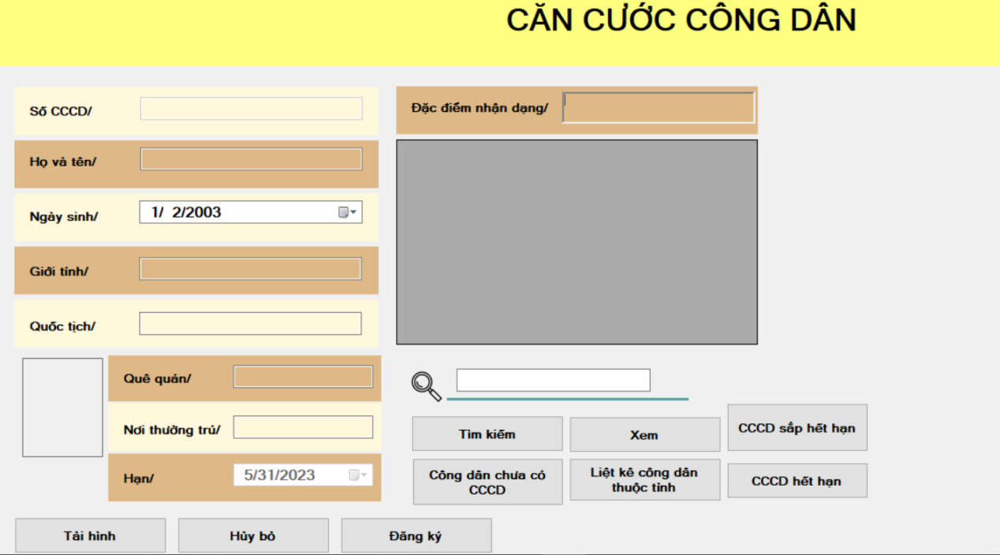 CĂN CƯỚC CÔNG DÂN
Số CCCD/
Họ và tên/
Ngày sinh/ 1/ 2/2003
Giới tính/
Quốc tịch/
Quê quán/
Nơi thường trú/
Hạn/ 5/31/2023
Đặc điểm nhận dạng/
Tìm kiếm
Xem
CCCD sắp hết hạn
Công dân chưa có
CCCD
Liệt kê công dân
thuộc tỉnh
CCCD hết hạn
Tải hình
Hủy bỏ
Đăng ký